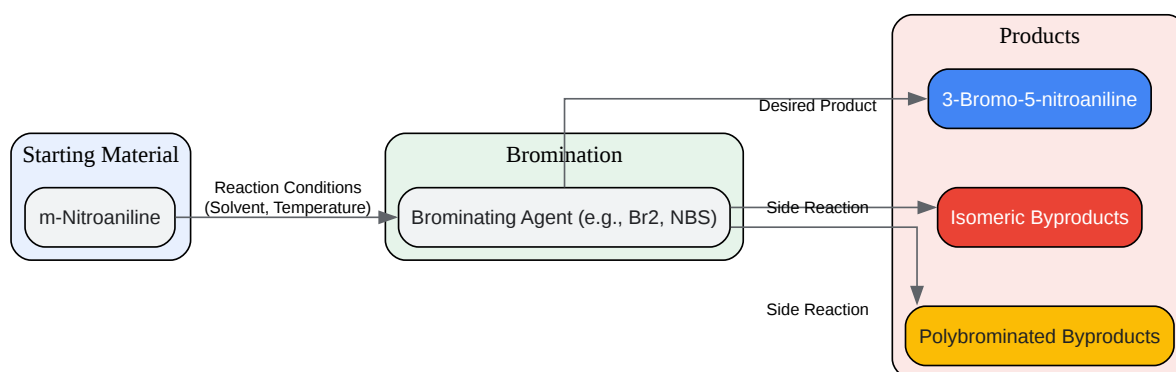 Products
3-Bromo-5-nitroaniline
Desired Product
Starting Material
m-Nitroaniline
Reaction Conditions
(Solvent, Temperature)
Bromination
Brominating Agent (e.g., Br2, NBS)
Side Reaction
Isomeric Byproducts
Side Reaction
Polybrominated Byproducts